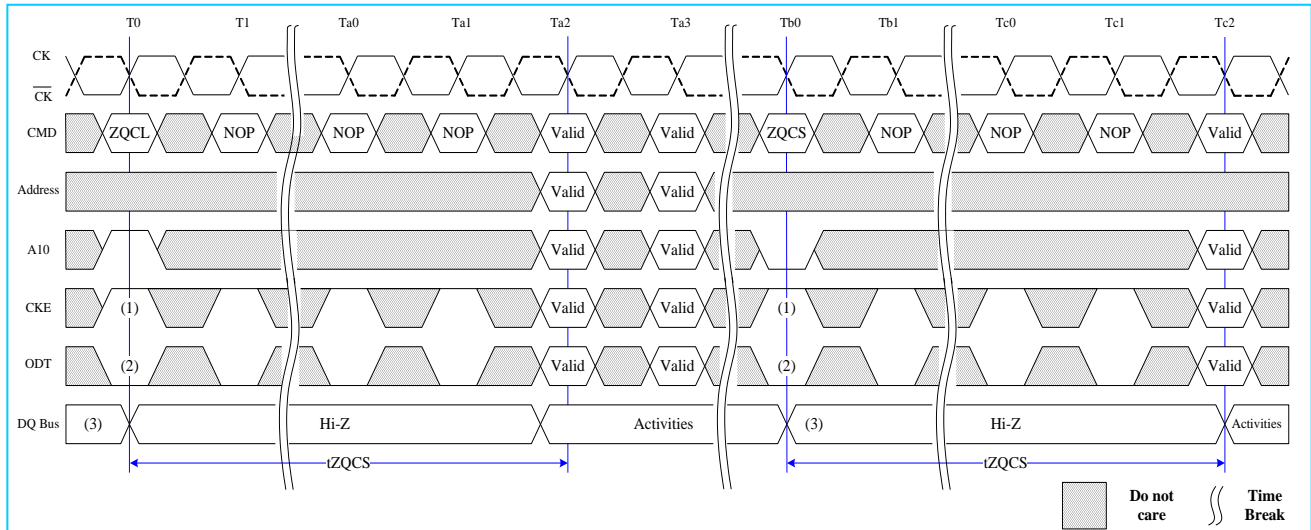 T0 T1 Ta0 Ta1 Ta2 Ta3 Tb0 Tb1 Tc0 Tc1 Tc2
CK
CK
CMD ZQCL NOP NOP NOP Valid Valid ZQCS NOP NOP NOP Valid
Address Valid Valid
A10 Valid Valid Valid
CKE (1) Valid Valid (1) Valid
ODT (2) Valid Valid (2) Valid
DQ Bus (3) Hi-Z Activities (3) Hi-Z Activities
tZQCS tZQCS
Do not Time
care Break